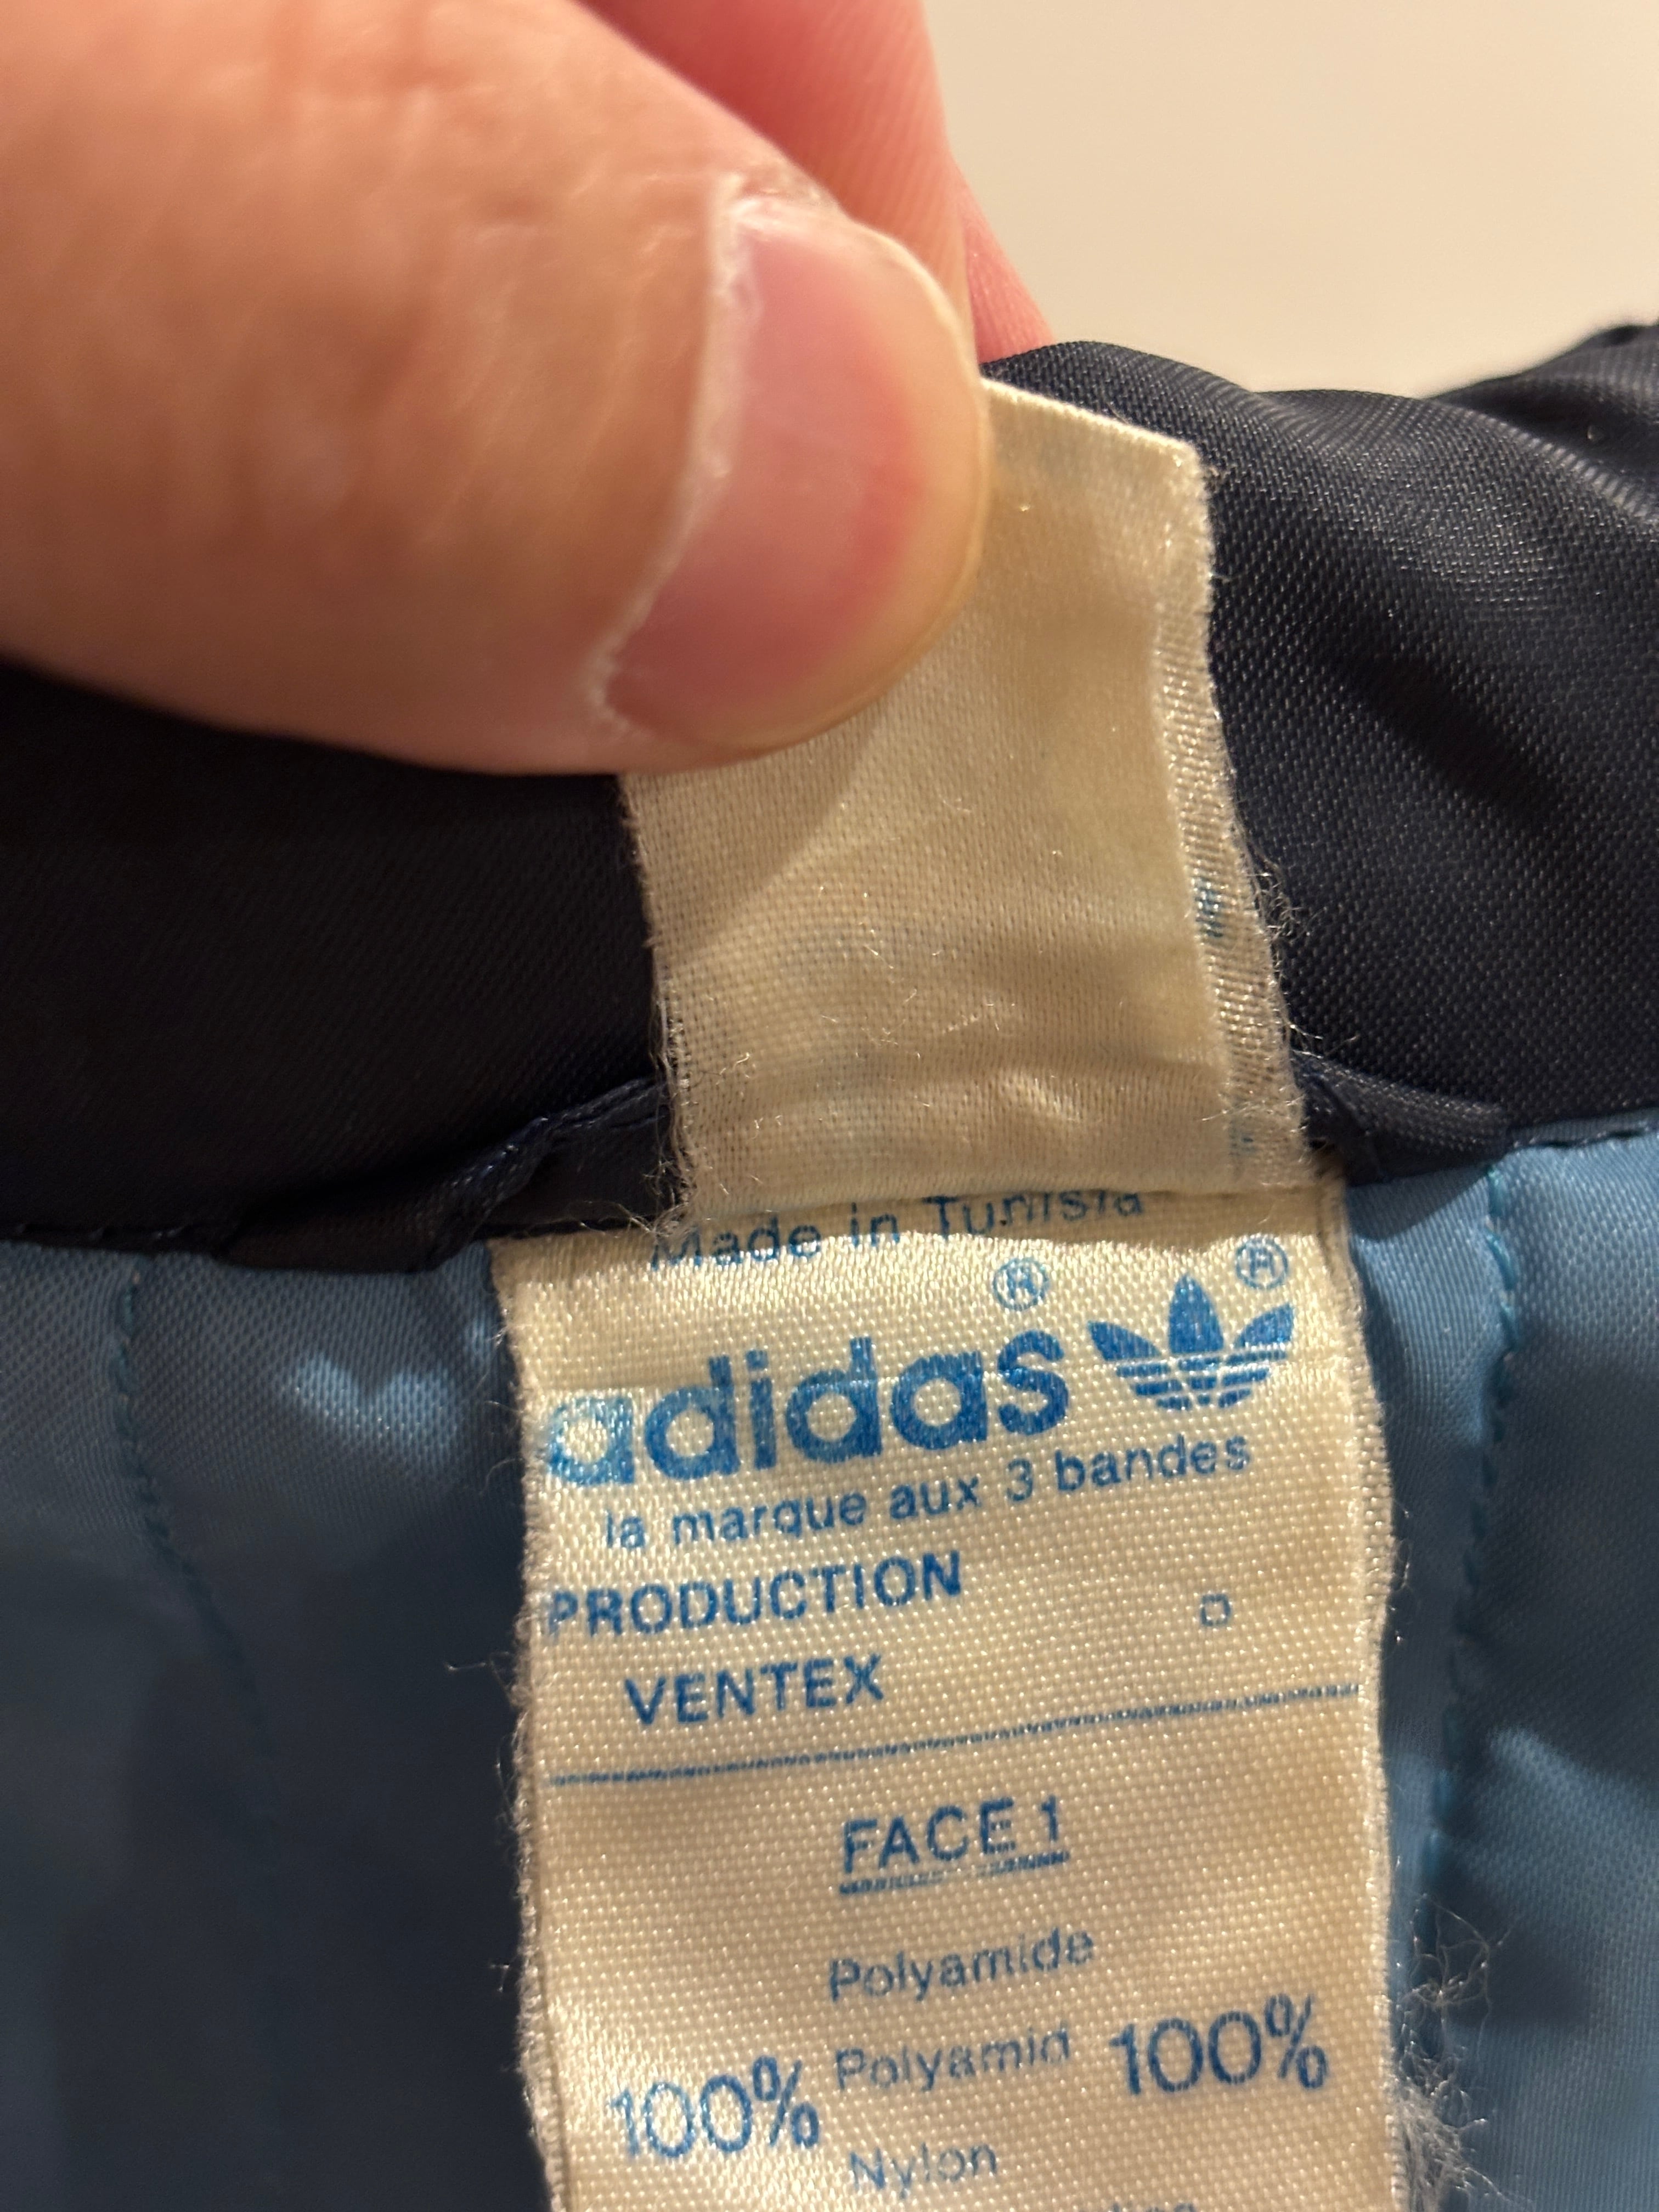 Made in Tunisia
® ®
adidas
la marque aux 3 bandes
PRODUCTION
D
VENTEX
FACE 1
Polyamide
100% Polyamid 100%
Nylon